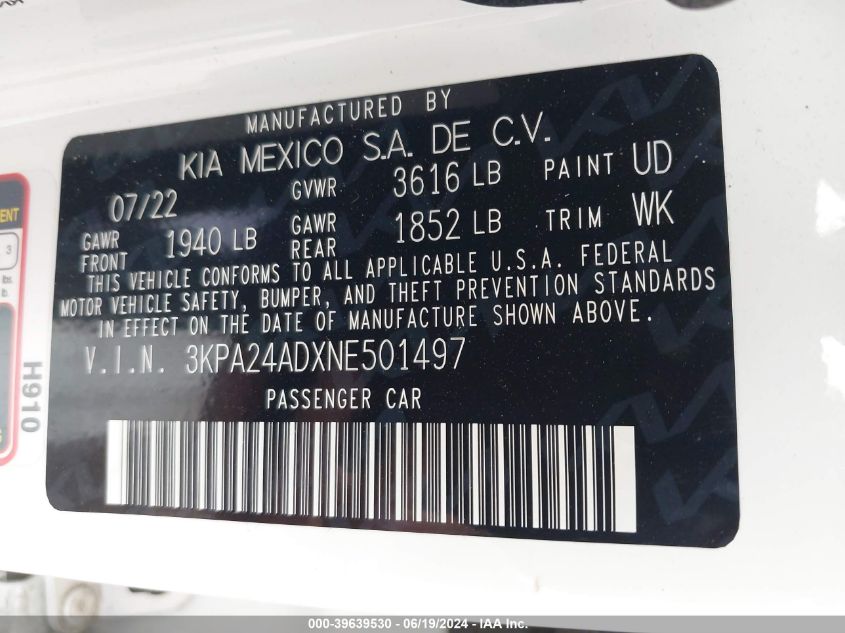 MANUFACTURED BY
KIA MEXICO S.A. DE C.V.
07/22 GVWR 3616 LB PAINT UD
GAWR FRONT 1940 LB GAWR REAR 1852 LB TRIM WK
THIS VEHICLE CONFORMS TO ALL APPLICABLE U.S.A. FEDERAL
MOTOR VEHICLE SAFETY, BUMPER, AND THEFT PREVENTION STANDARDS
IN EFFECT ON THE DATE OF MANUFACTURE SHOWN ABOVE.
V.I.N. 3KPA24ADXNE501497
PASSENGER CAR
H910
3
lbs.
lb.
000-39639530 - 06/19/2024 - IAA Inc.